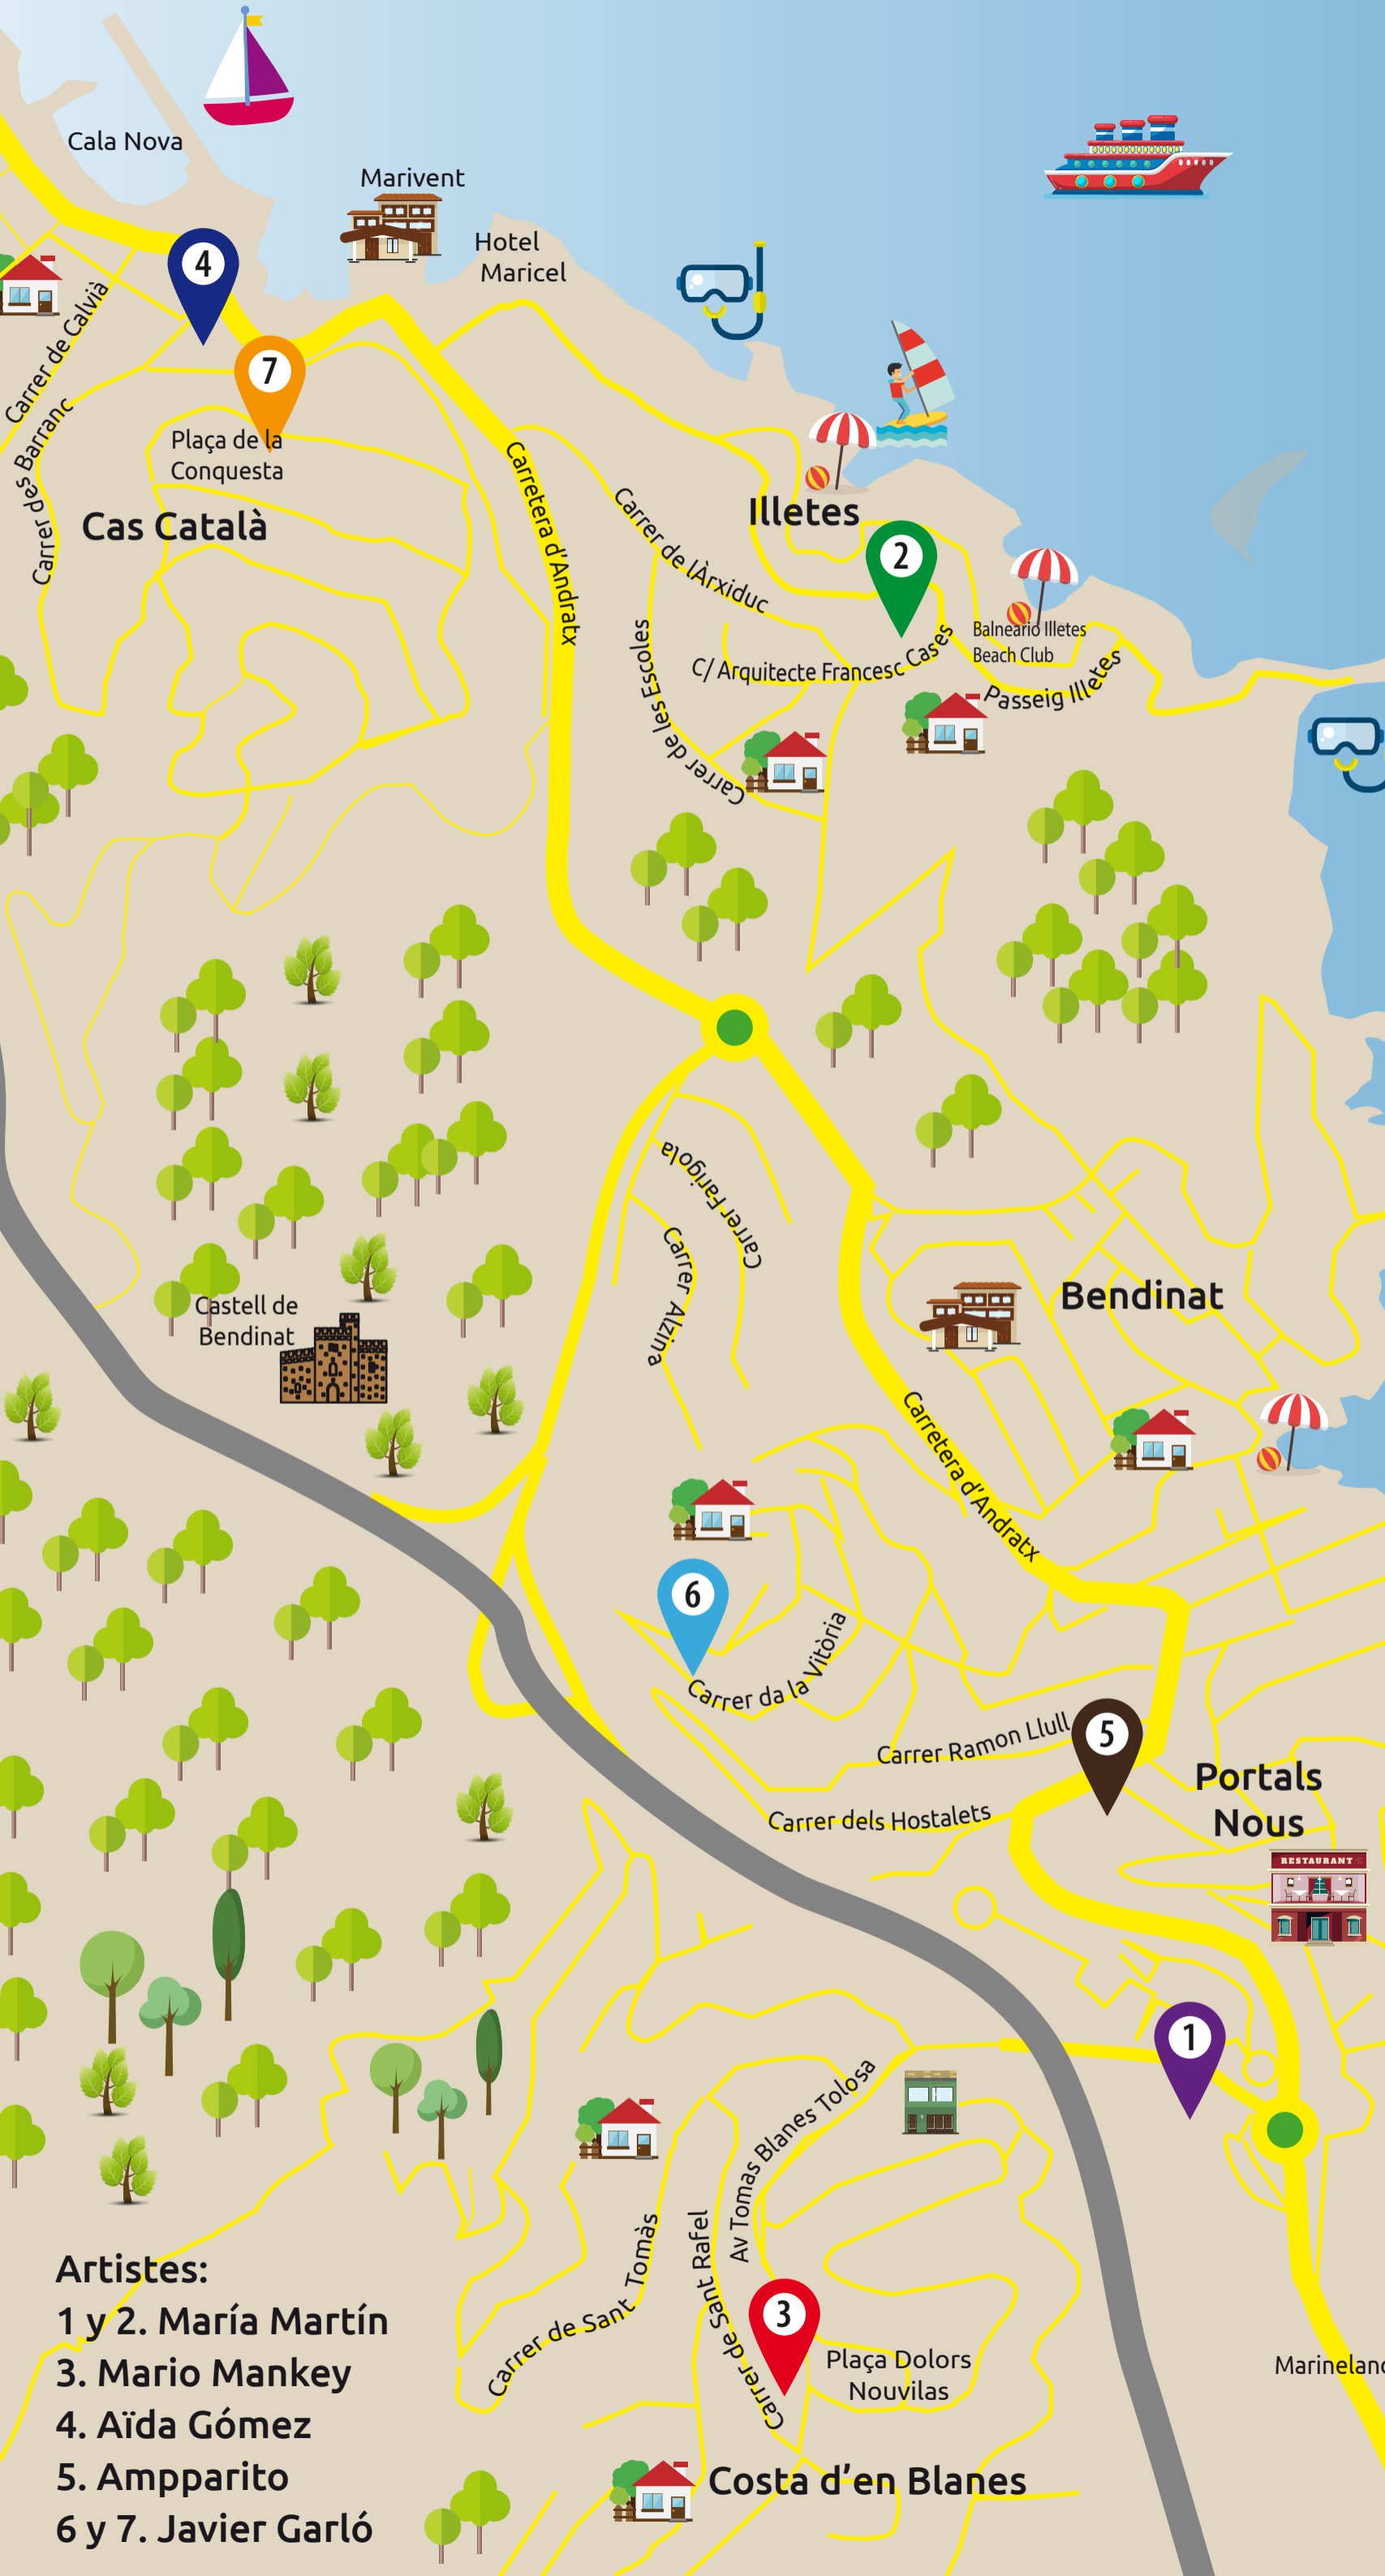 Cala Nova
Marivent
Hotel
Maricel
4
Carrer de Calvià
7
Carrer des Barranc
Plaça de la
Conquesta
Cas Català
Carretera d'Andratx
Carrer de lÀrxiduc
Illetes
2
Balneario Illetes
Beach Club
C/ Arquitecte Francesc Cases
Passeig Illetes
Carrer de les Escoles
Carrer Farigola
Carrer Alzina
Castell de
Bendinat
Bendinat
Carretera d'Andratx
6
Carrer da la Vitòria
Carrer Ramon Llull
5
Portals
Nous
Carrer dels Hostalets
RESTAURANT
1
Av Tomas Blanes Tolosa
Carrer de Sant Tomàs
Carrer de Sant Rafel
3
Plaça Dolors
Nouvilas
Marineland
Costa d'en Blanes
Artistes:
1 y 2. María Martín
3. Mario Mankey
4. Aïda Gómez
5. Ampparito
6 y 7. Javier Garló